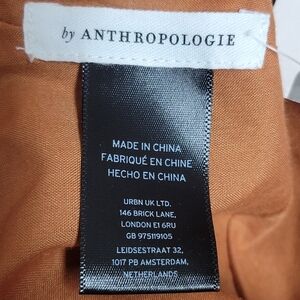 by ANTHROPOLOGIE
MADE IN CHINA
FABRIQUÉ EN CHINE
HECHO EN CHINA
URBN UK LTD,
146 BRICK LANE,
LONDON E1 6RU
GB 975119105
LEIDSESTRAAT 32,
1017 PB AMSTERDAM,
NETHERLANDS